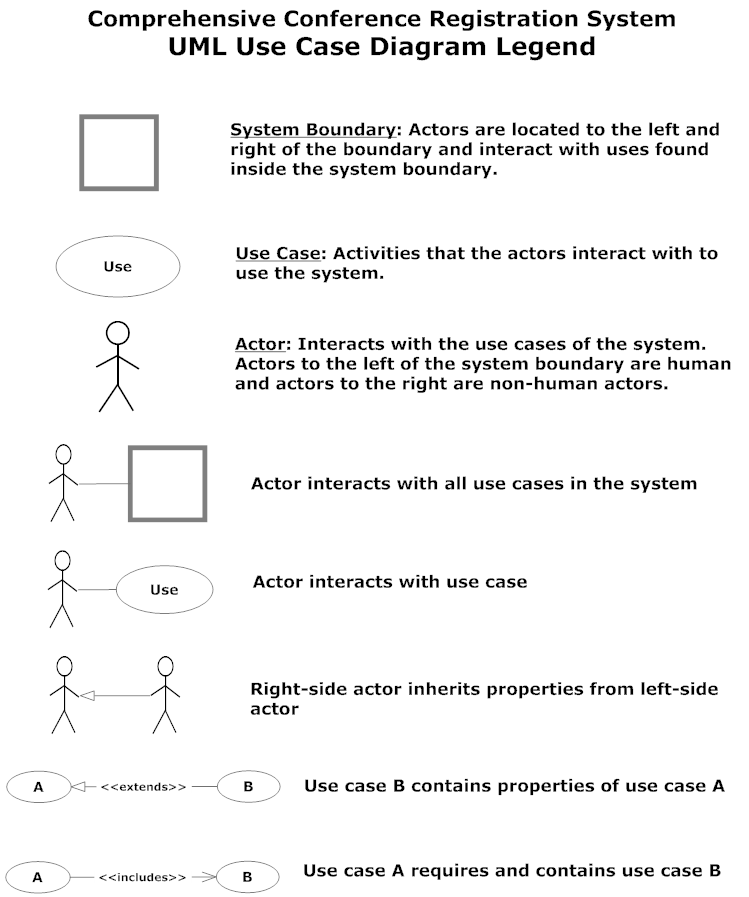 Comprehensive Conference Registration System
UML Use Case Diagram Legend
System Boundary: Actors are located to the left and
right of the boundary and interact with uses found
inside the system boundary.
Use
Use Case: Activities that the actors interact with to
use the system.
Actor: Interacts with the use cases of the system.
Actors to the left of the system boundary are human
and actors to the right are non-human actors.
Actor interacts with all use cases in the system
Use
Actor interacts with use case
Right-side actor inherits properties from left-side
actor
A <<extends>> B
Use case B contains properties of use case A
A <<includes>> B
Use case A requires and contains use case B